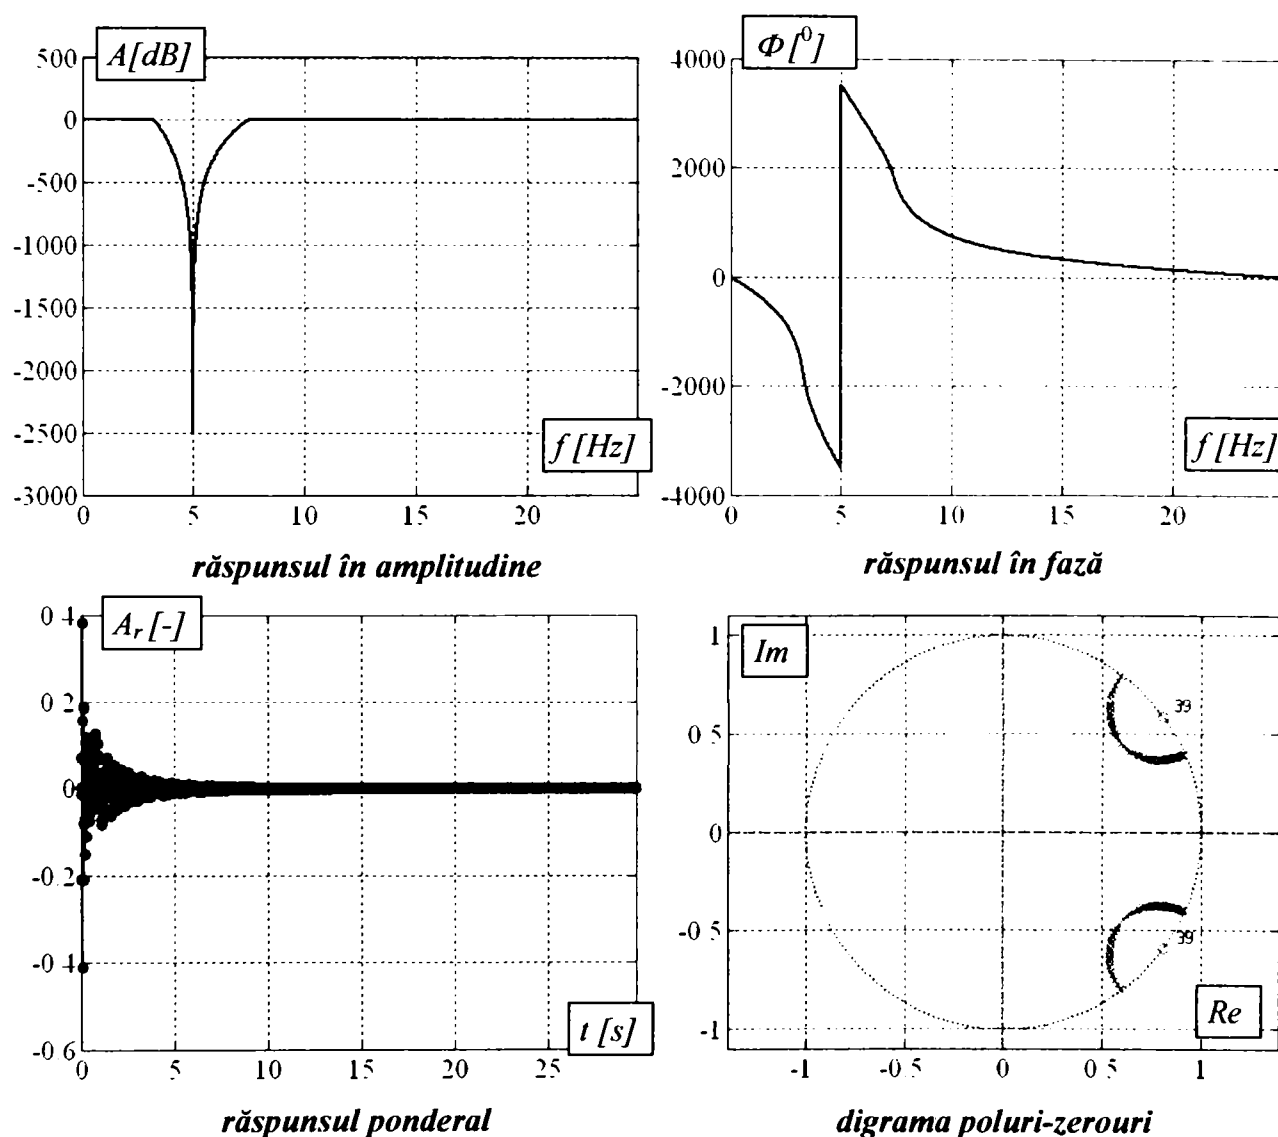 A[dB]
500
0
-500
-1000
-1500
-2000
-2500
-3000
0 5 10 15 20
f [Hz]
răspunsul în amplitudine
Φ [⁰]
4000
2000
0
-2000
-4000
0 5 10 15 20
f [Hz]
răspunsul în fază
Aᵣ [-]
0 4
0 2
0
-0 2
-0 4
-0 6
0 5 10 15 20 25
t [s]
răspunsul ponderal
Im
1
0 5
0
-0 5
-1
39
39
-1 -0 5 0 0 5 1
Re
digrama poluri-zerouri